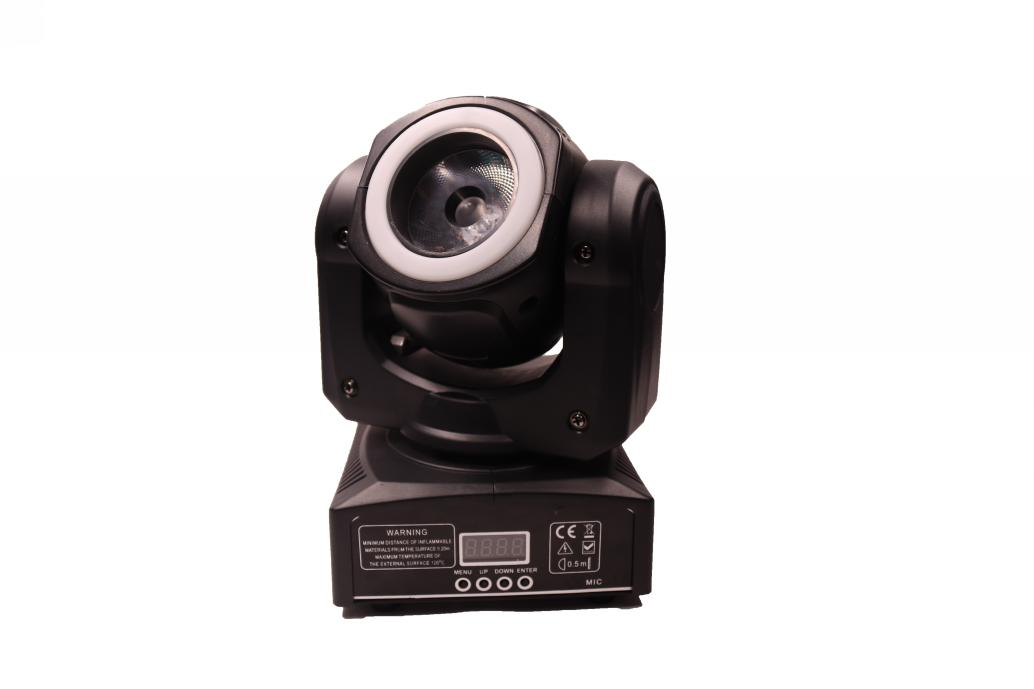 WARNING
MINIMUM DISTANCE OF INFLAMMABLE
MATERIALS FROM THE SURFACE 0.20m
MAXIMUM TEMPERATURE OF
THE EXTERNAL SURFACE 120°C
MENU UP DOWN ENTER
CE
0.5m
MIC